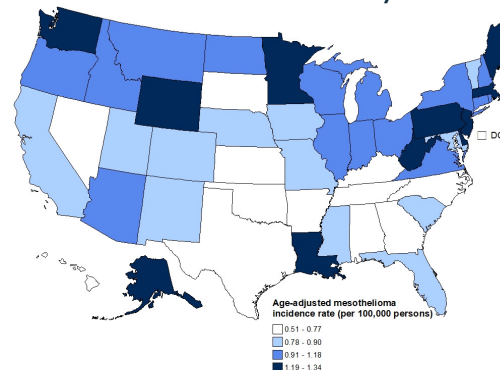 DC
Age-adjusted mesothelioma
incidence rate (per 100,000 persons)
0.51 - 0.77
0.78 - 0.90
0.91 - 1.18
1.19 - 1.34